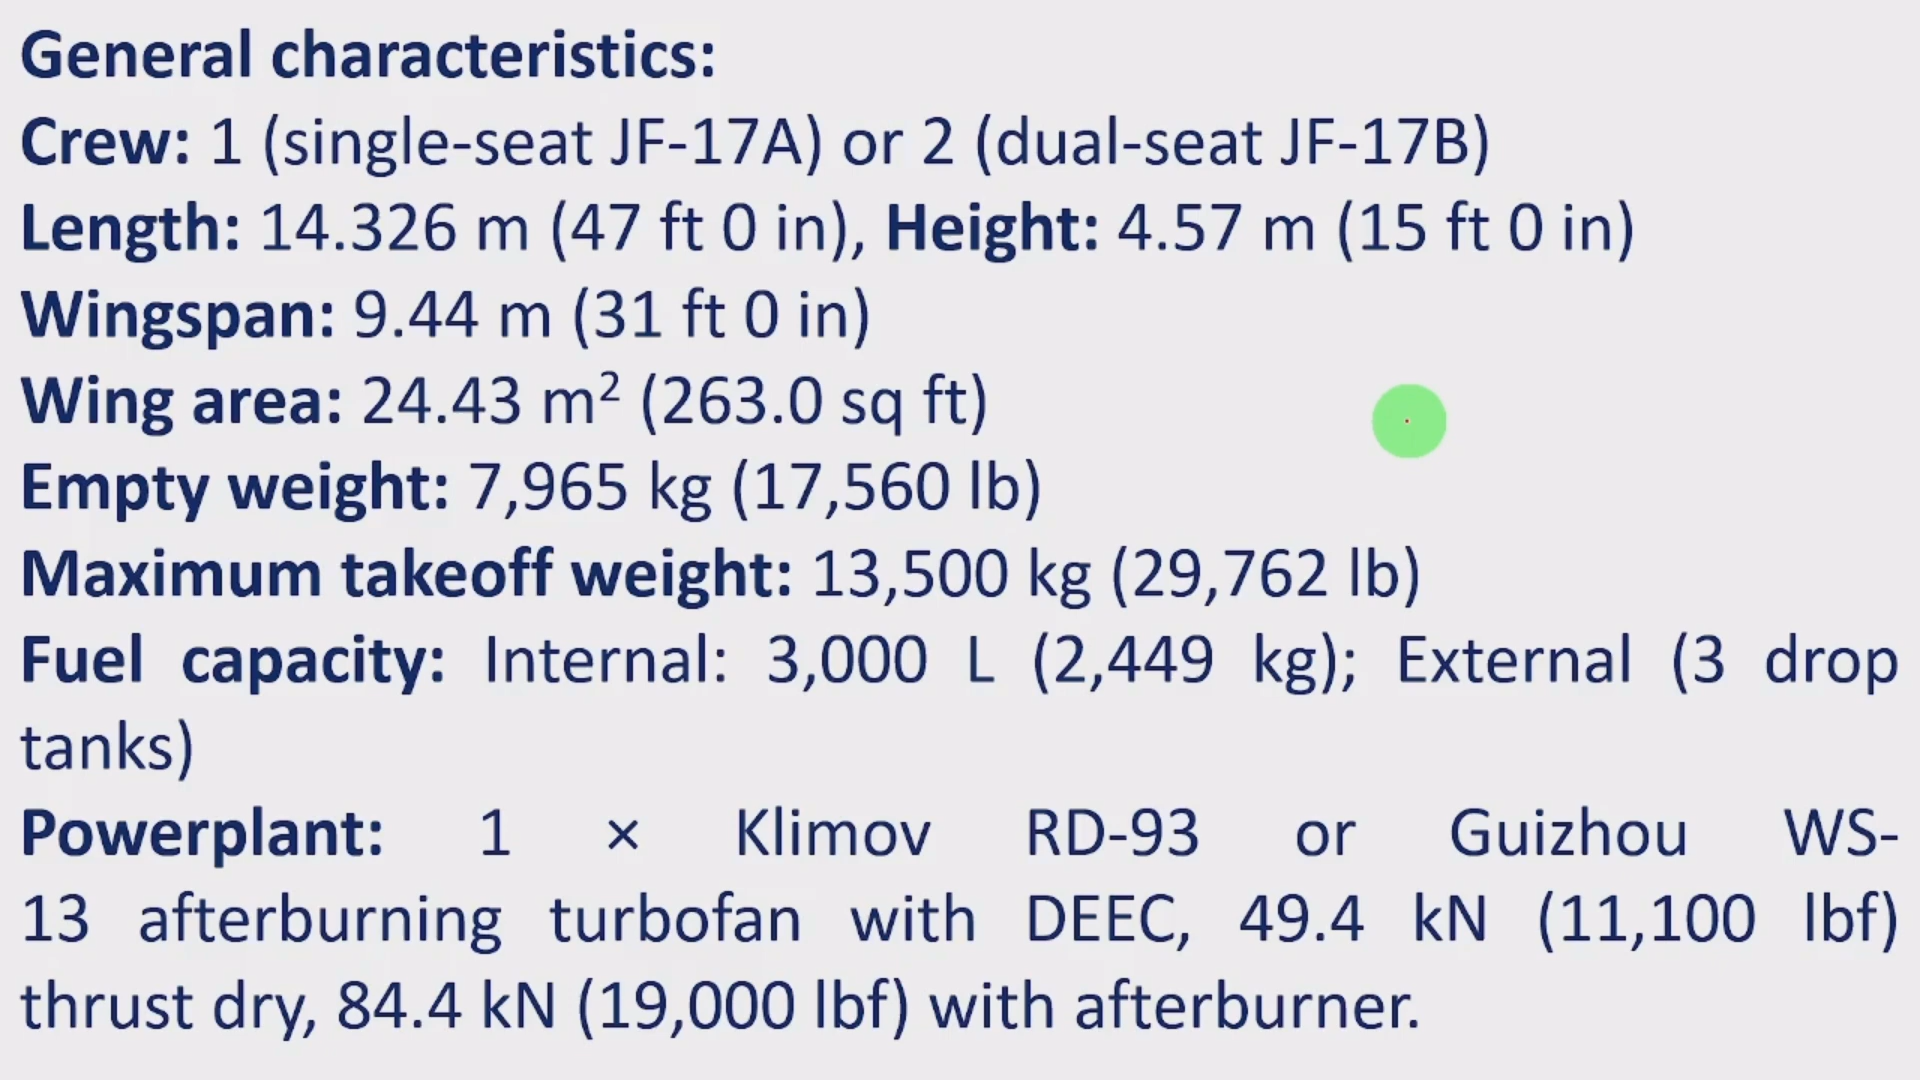 General characteristics:
Crew: 1 (single-seat JF-17A) or 2 (dual-seat JF-17B)
Length: 14.326 m (47 ft 0 in), Height: 4.57 m (15 ft 0 in)
Wingspan: 9.44 m (31 ft 0 in)
Wing area: 24.43 m² (263.0 sq ft)
Empty weight: 7,965 kg (17,560 lb)
Maximum takeoff weight: 13,500 kg (29,762 lb)
Fuel capacity: Internal: 3,000 L (2,449 kg); External (3 drop
tanks)
Powerplant: 1 × Klimov RD-93 or Guizhou WS-
13 afterburning turbofan with DEEC, 49.4 kN (11,100 lbf)
thrust dry, 84.4 kN (19,000 lbf) with afterburner.